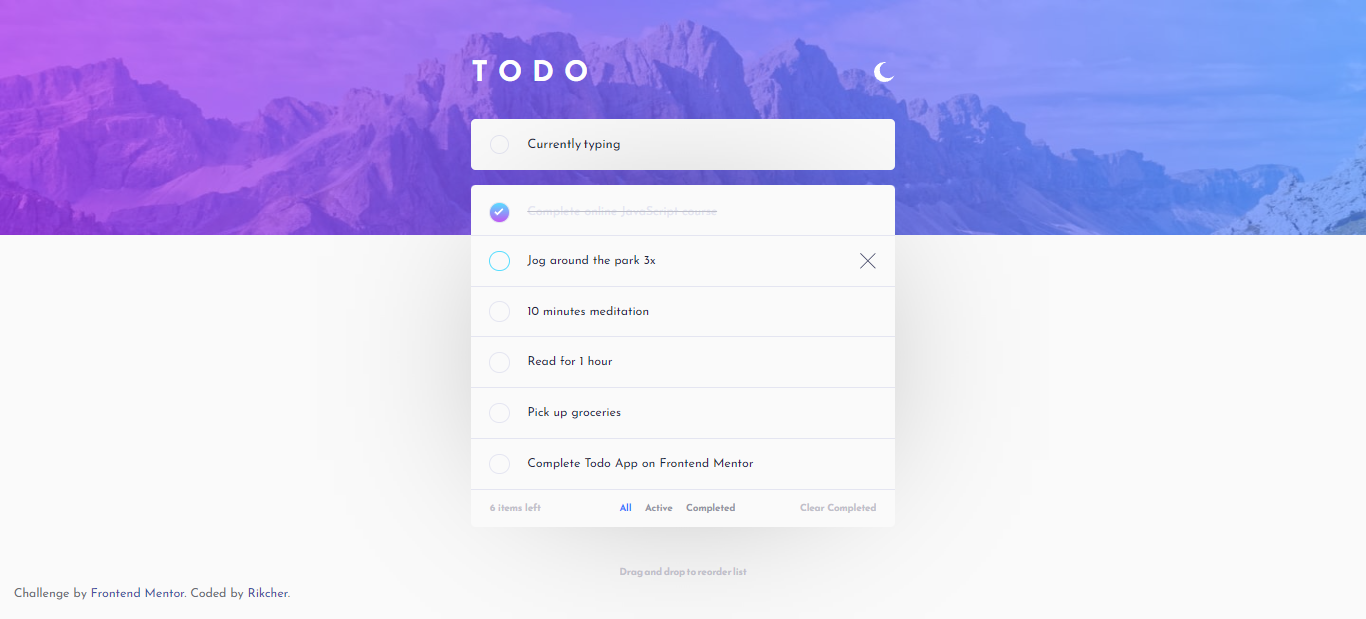 TODO
Currently typing
Complete online JavaScript course
Jog around the park 3x
10 minutes meditation
Read for 1 hour
Pick up groceries
Complete Todo App on Frontend Mentor
6 items left All Active Completed Clear Completed
Drag and drop to reorder list
Challenge by Frontend Mentor. Coded by Rikcher.